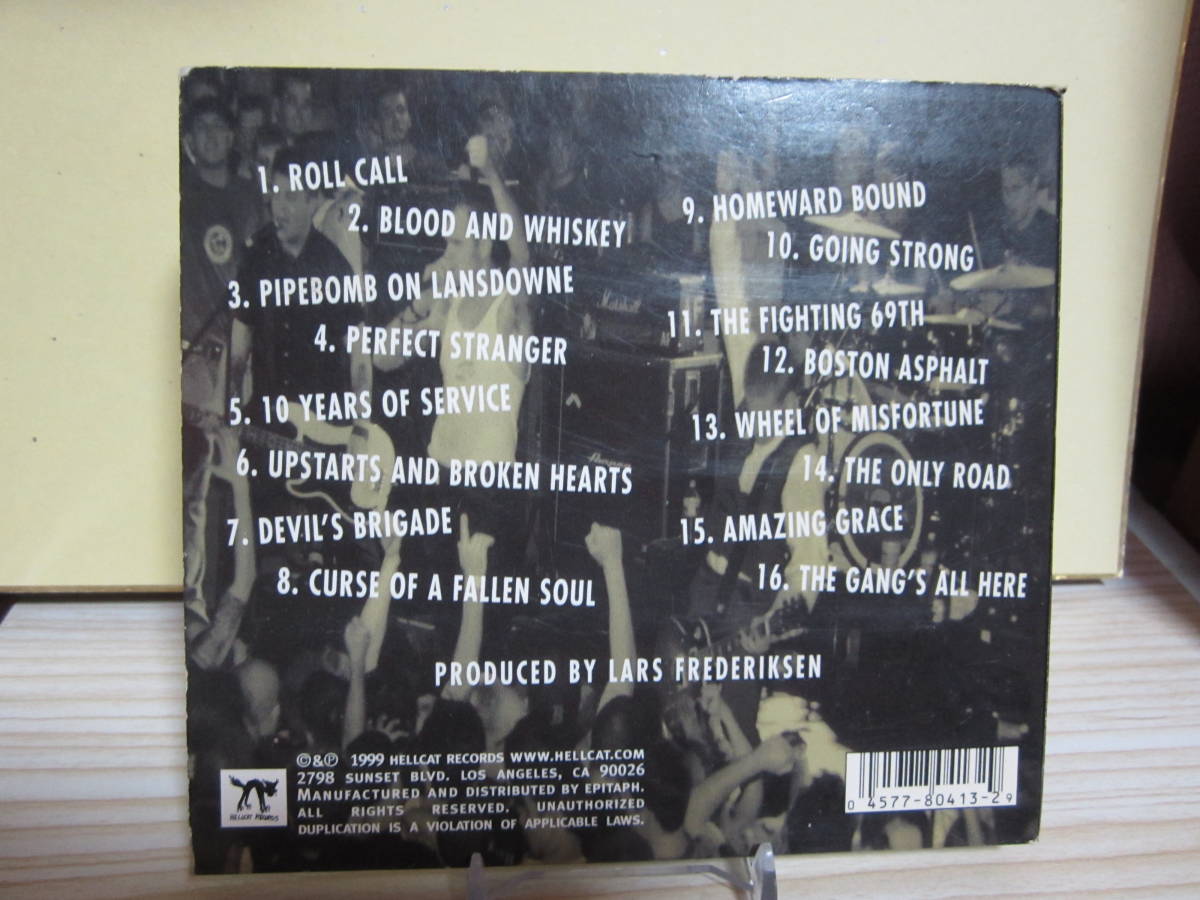 1. ROLL CALL
2. BLOOD AND WHISKEY
3. PIPEBOMB ON LANSDOWNE
4. PERFECT STRANGER
5. 10 YEARS OF SERVICE
6. UPSTARTS AND BROKEN HEARTS
7. DEVIL'S BRIGADE
8. CURSE OF A FALLEN SOUL
9. HOMEWARD BOUND
10. GOING STRONG
11. THE FIGHTING 69TH
12. BOSTON ASPHALT
13. WHEEL OF MISFORTUNE
14. THE ONLY ROAD
15. AMAZING GRACE
16. THE GANG'S ALL HERE
Marshall
Ampeg
PRODUCED BY LARS FREDERIKSEN
©&℗ 1999 HELLCAT RECORDS WWW.HELLCAT.COM
2798 SUNSET BLVD. LOS ANGELES, CA 90026
MANUFACTURED AND DISTRIBUTED BY EPITAPH.
ALL RIGHTS RESERVED. UNAUTHORIZED
DUPLICATION IS A VIOLATION OF APPLICABLE LAWS.
HELLCAT RECORDS
0 4577-80413-2 9